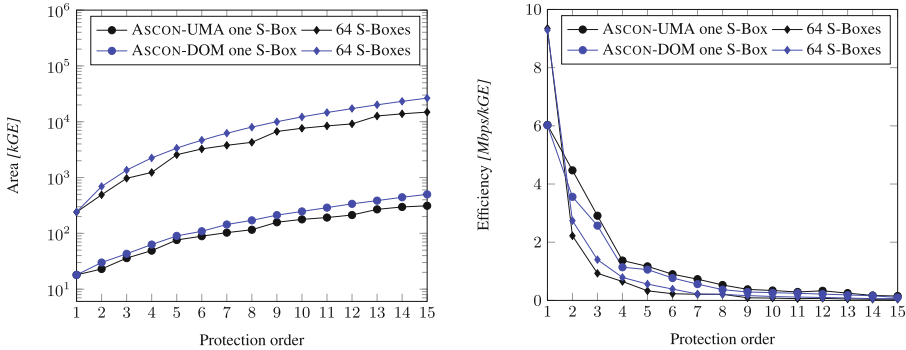 10^6
10^5
10^4
10^3
10^2
10^1
Area [kGE]
ASCON-UMA one S-Box 64 S-Boxes
ASCON-DOM one S-Box 64 S-Boxes
1 2 3 4 5 6 7 8 9 10 11 12 13 14 15
Protection order
10
8
6
4
2
0
Efficiency [Mbps/kGE]
ASCON-UMA one S-Box 64 S-Boxes
ASCON-DOM one S-Box 64 S-Boxes
1 2 3 4 5 6 7 8 9 10 11 12 13 14 15
Protection order